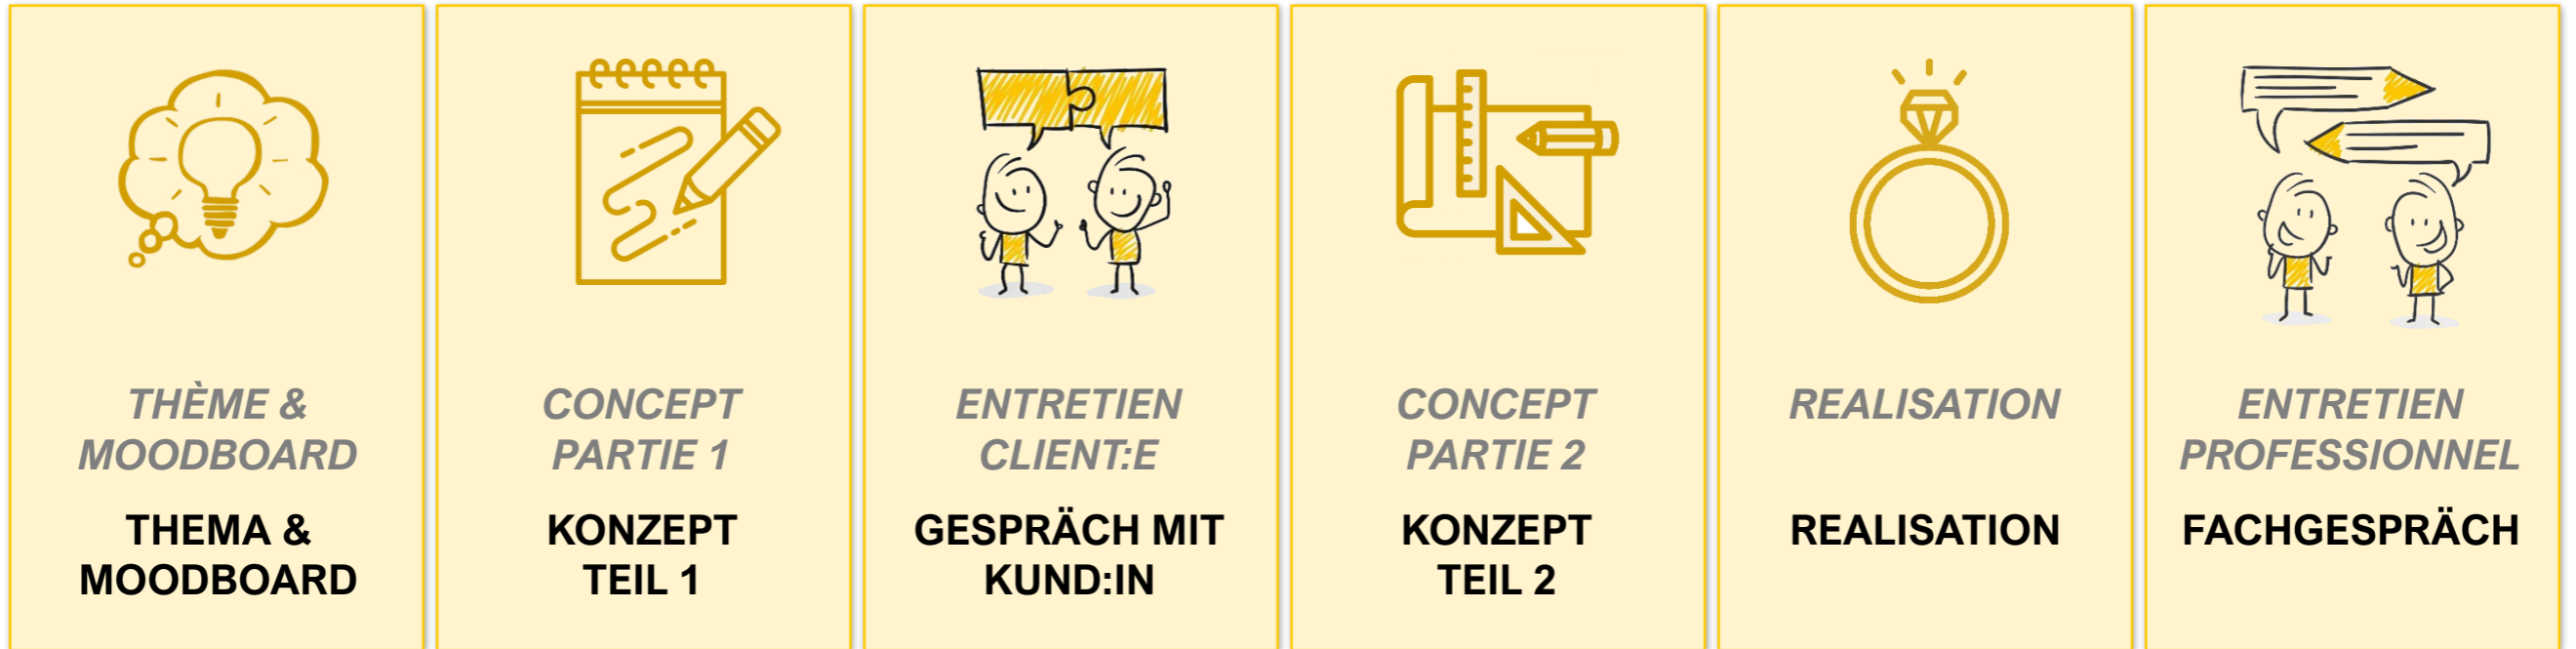 THÈME &
MOODBOARD
THEMA &
MOODBOARD
CONCEPT
PARTIE 1
KONZEPT
TEIL 1
ENTRETIEN
CLIENT:E
GESPRÄCH MIT
KUND:IN
CONCEPT
PARTIE 2
KONZEPT
TEIL 2
REALISATION
REALISATION
ENTRETIEN
PROFESSIONNEL
FACHGESPRÄCH